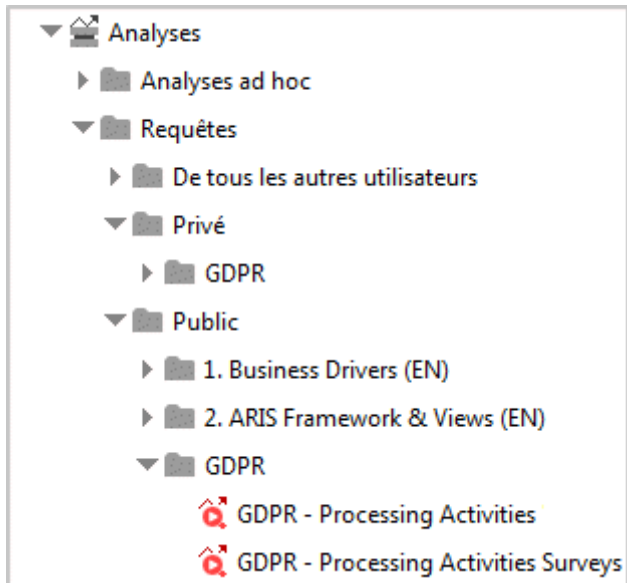 Analyses
Analyses ad hoc
Requêtes
De tous les autres utilisateurs
Privé
GDPR
Public
1. Business Drivers (EN)
2. ARIS Framework & Views (EN)
GDPR
GDPR - Processing Activities
GDPR - Processing Activities Surveys